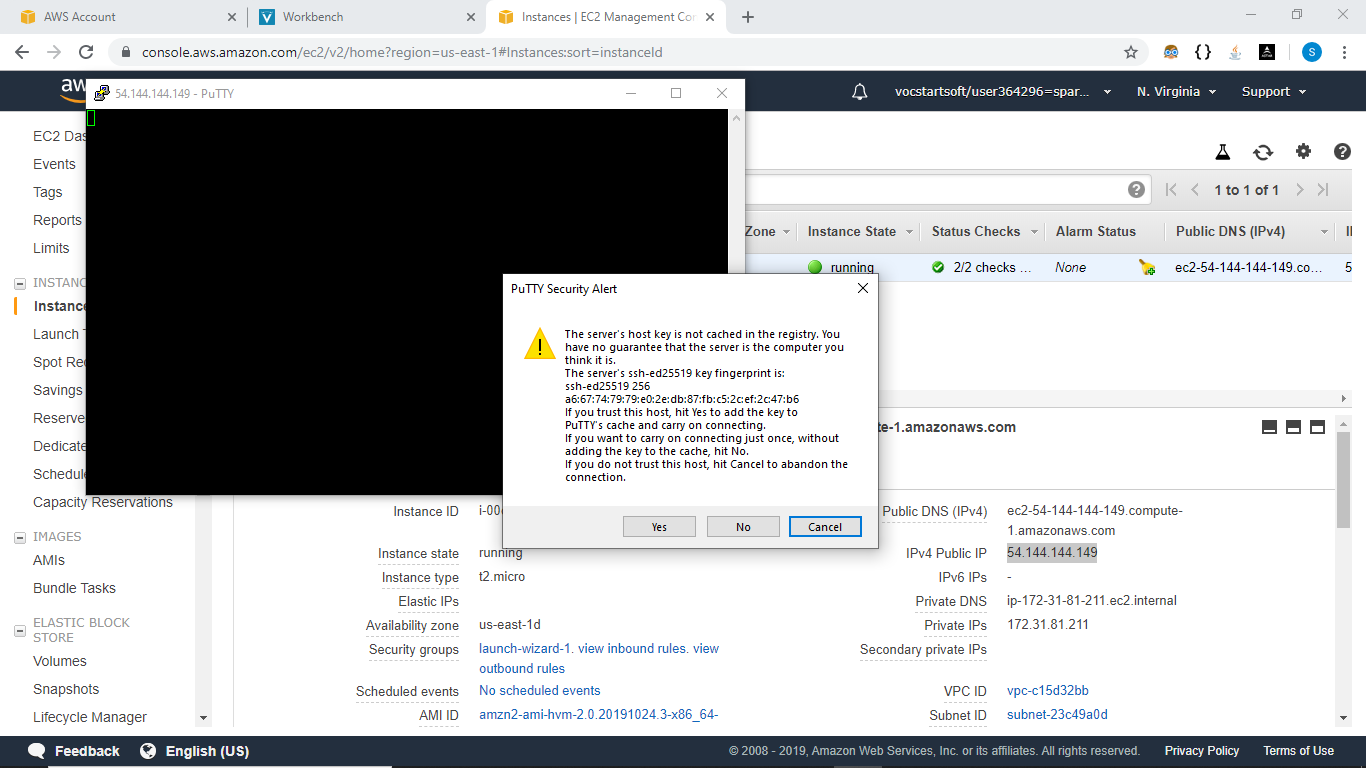 AWS Account
Workbench
Instances | EC2 Management Con
console.aws.amazon.com/ec2/v2/home?region=us-east-1#Instances:sort=instanceId
S
aws
54.144.144.149 - PuTTY
vocstartsoft/user364296=spar...
N. Virginia
Support
EC2 Das
Events
Tags
Reports
Limits
1 to 1 of 1
Zone
Instance State
Status Checks
Alarm Status
Public DNS (IPv4)
running
2/2 checks ...
None
ec2-54-144-144-149.co...
5
INSTANC
Instance
Launch T
Spot Req
Savings
Reserve
Dedicate
Schedul
Capacity Reservations
IMAGES
AMIs
Bundle Tasks
ELASTIC BLOCK
STORE
Volumes
Snapshots
Lifecycle Manager
PuTTY Security Alert
The server's host key is not cached in the registry. You
have no guarantee that the server is the computer you
think it is.
The server's ssh-ed25519 key fingerprint is:
ssh-ed25519 256
a6:67:74:79:79:e0:2e:db:87:fb:c5:2c:ef:2c:47:b6
If you trust this host, hit Yes to add the key to
PuTTY's cache and carry on connecting.
If you want to carry on connecting just once, without
adding the key to the cache, hit No.
If you do not trust this host, hit Cancel to abandon the
connection.
Yes
No
Cancel
te-1.amazonaws.com
Instance ID
i-00
Instance state
running
Instance type
t2.micro
Elastic IPs
Availability zone
us-east-1d
Security groups
launch-wizard-1. view inbound rules. view
outbound rules
Scheduled events
No scheduled events
AMI ID
amzn2-ami-hvm-2.0.20191024.3-x86_64-
Public DNS (IPv4)
ec2-54-144-144-149.compute-
1.amazonaws.com
IPv4 Public IP
54.144.144.149
IPv6 IPs
-
Private DNS
ip-172-31-81-211.ec2.internal
Private IPs
172.31.81.211
Secondary private IPs
VPC ID
vpc-c15d32bb
Subnet ID
subnet-23c49a0d
Feedback
English (US)
© 2008 - 2019, Amazon Web Services, Inc. or its affiliates. All rights reserved.
Privacy Policy
Terms of Use